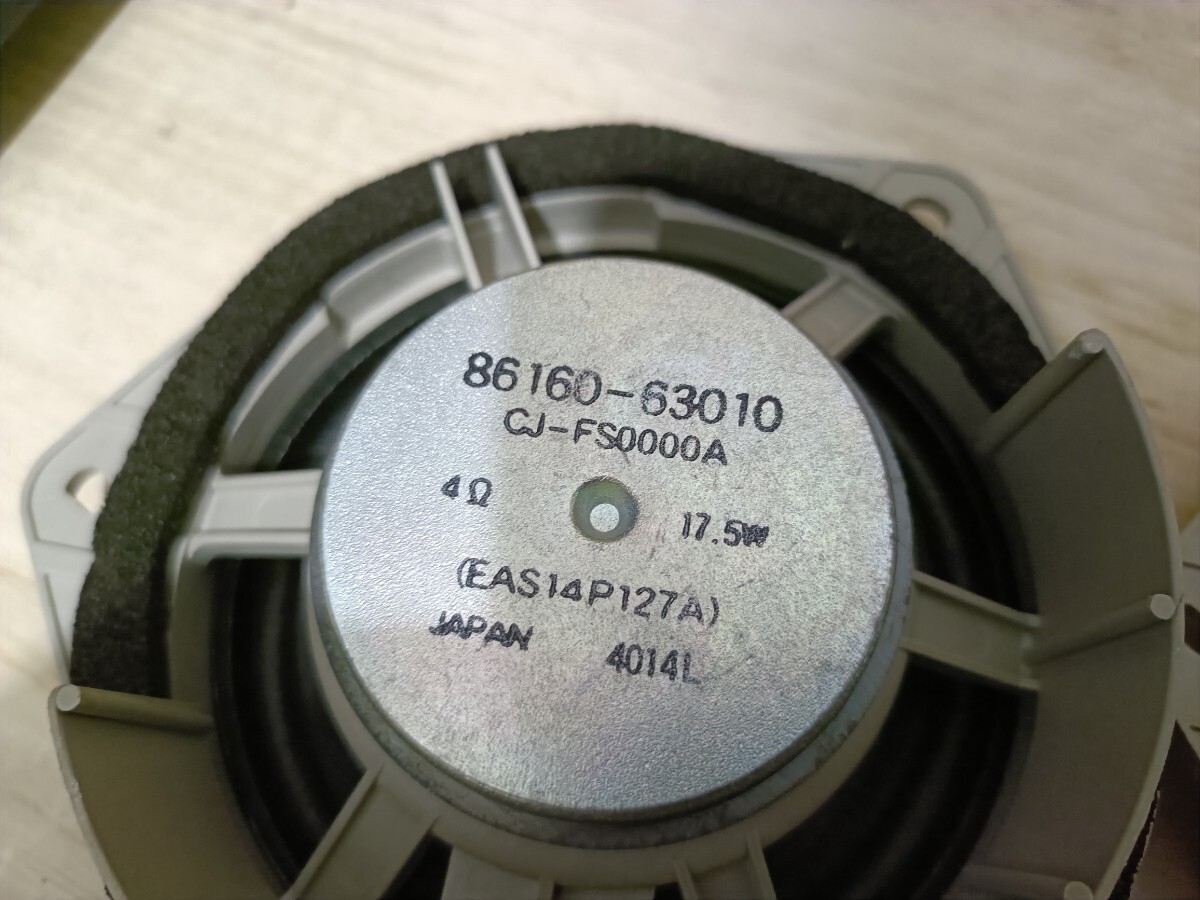 86160-63010
CJ-FS0000A
4Ω 17.5W
(EAS14P127A)
JAPAN 4014L